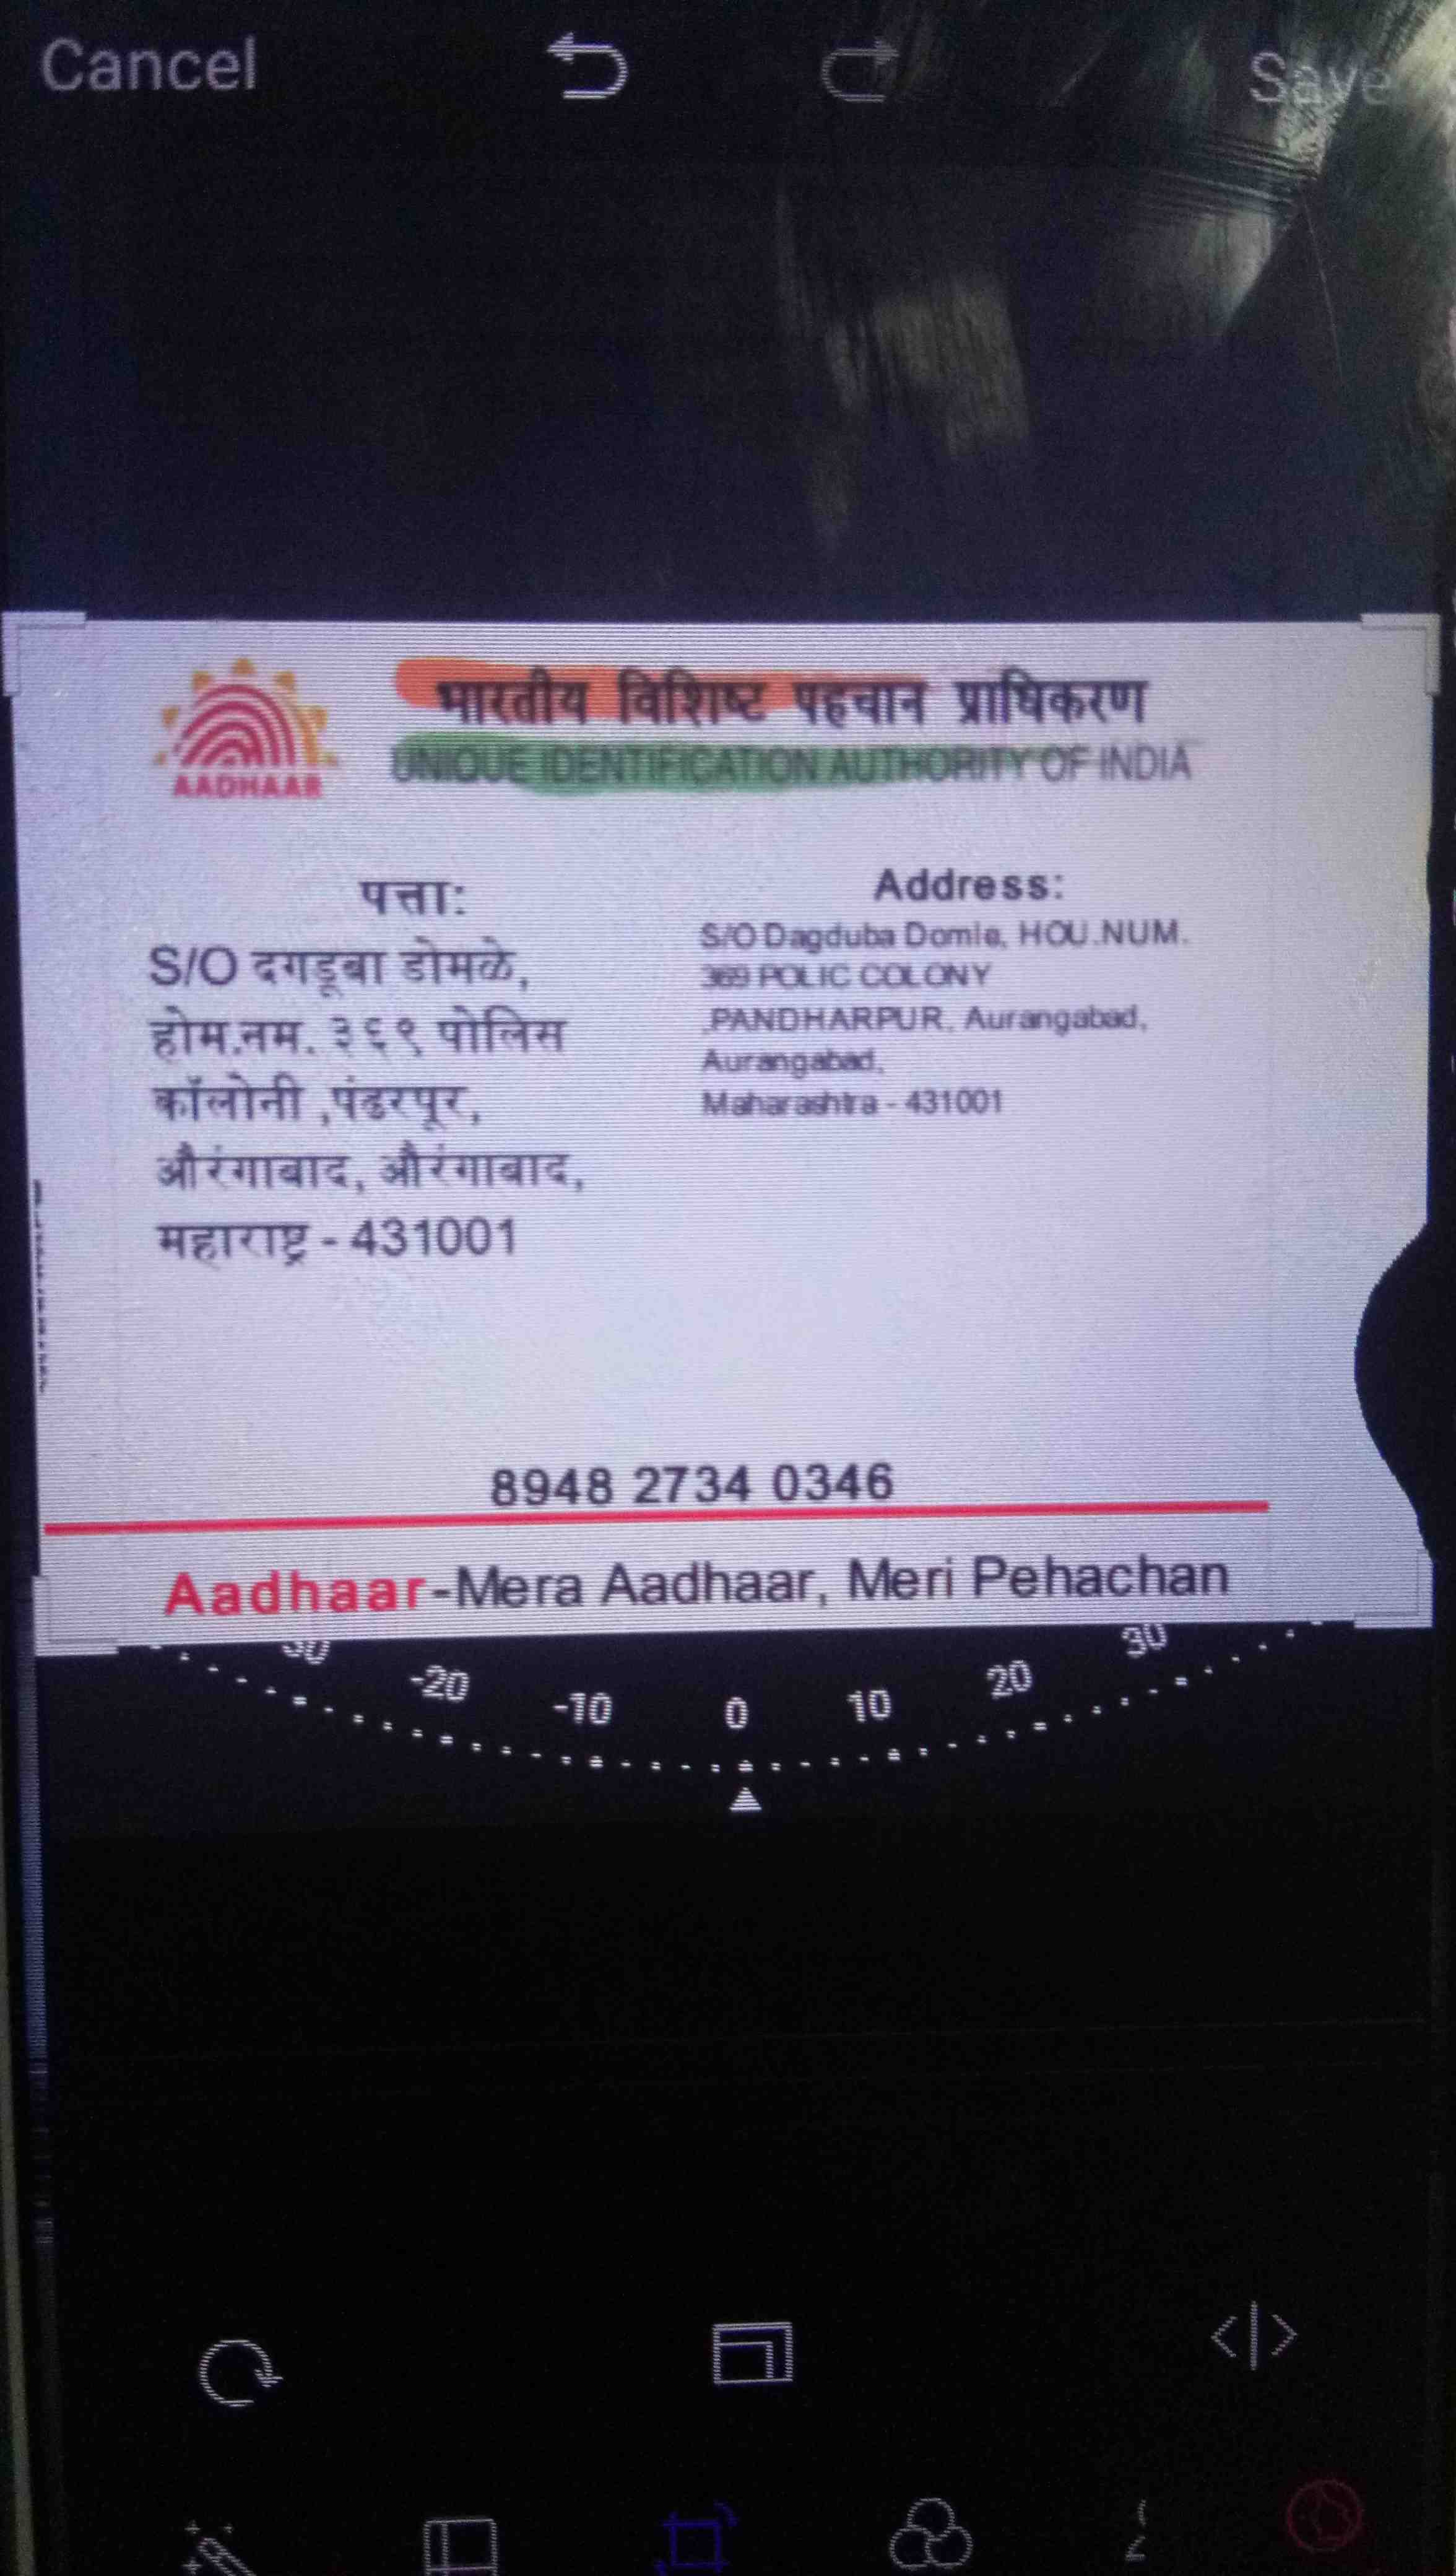 Cancel
Save
AADHAAR
भारतीय विशिष्ट पहचान प्राधिकरण
UNIQUE IDENTIFICATION AUTHORITY OF INDIA
पत्ता:
S/O दगडूबा डोमळे,
होम.नम. ३६९ पोलिस
कॉलोनी ,पंढरपूर,
औरंगाबाद, औरंगाबाद,
महाराष्ट्र - 431001
Address:
S/O Dagduba Domle, HOU.NUM.
369 POLIC COLONY
,PANDHARPUR, Aurangabad,
Aurangabad,
Maharashtra - 431001
8948 2734 0346
Aadhaar-Mera Aadhaar, Meri Pehachan
-20 -10 0 10 20 30